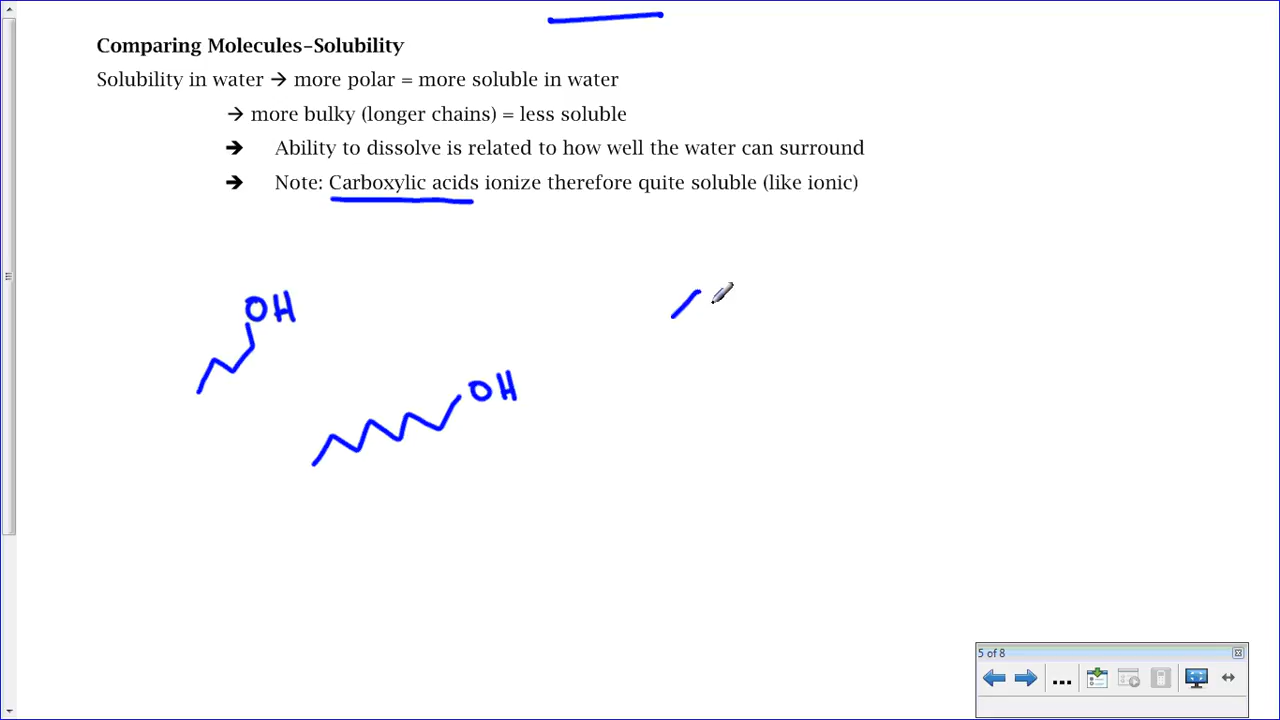 Comparing Molecules–Solubility
Solubility in water → more polar = more soluble in water
→ more bulky (longer chains) = less soluble
➔ Ability to dissolve is related to how well the water can surround
➔ Note: Carboxylic acids ionize therefore quite soluble (like ionic)
OH
OH
5 of 8
...